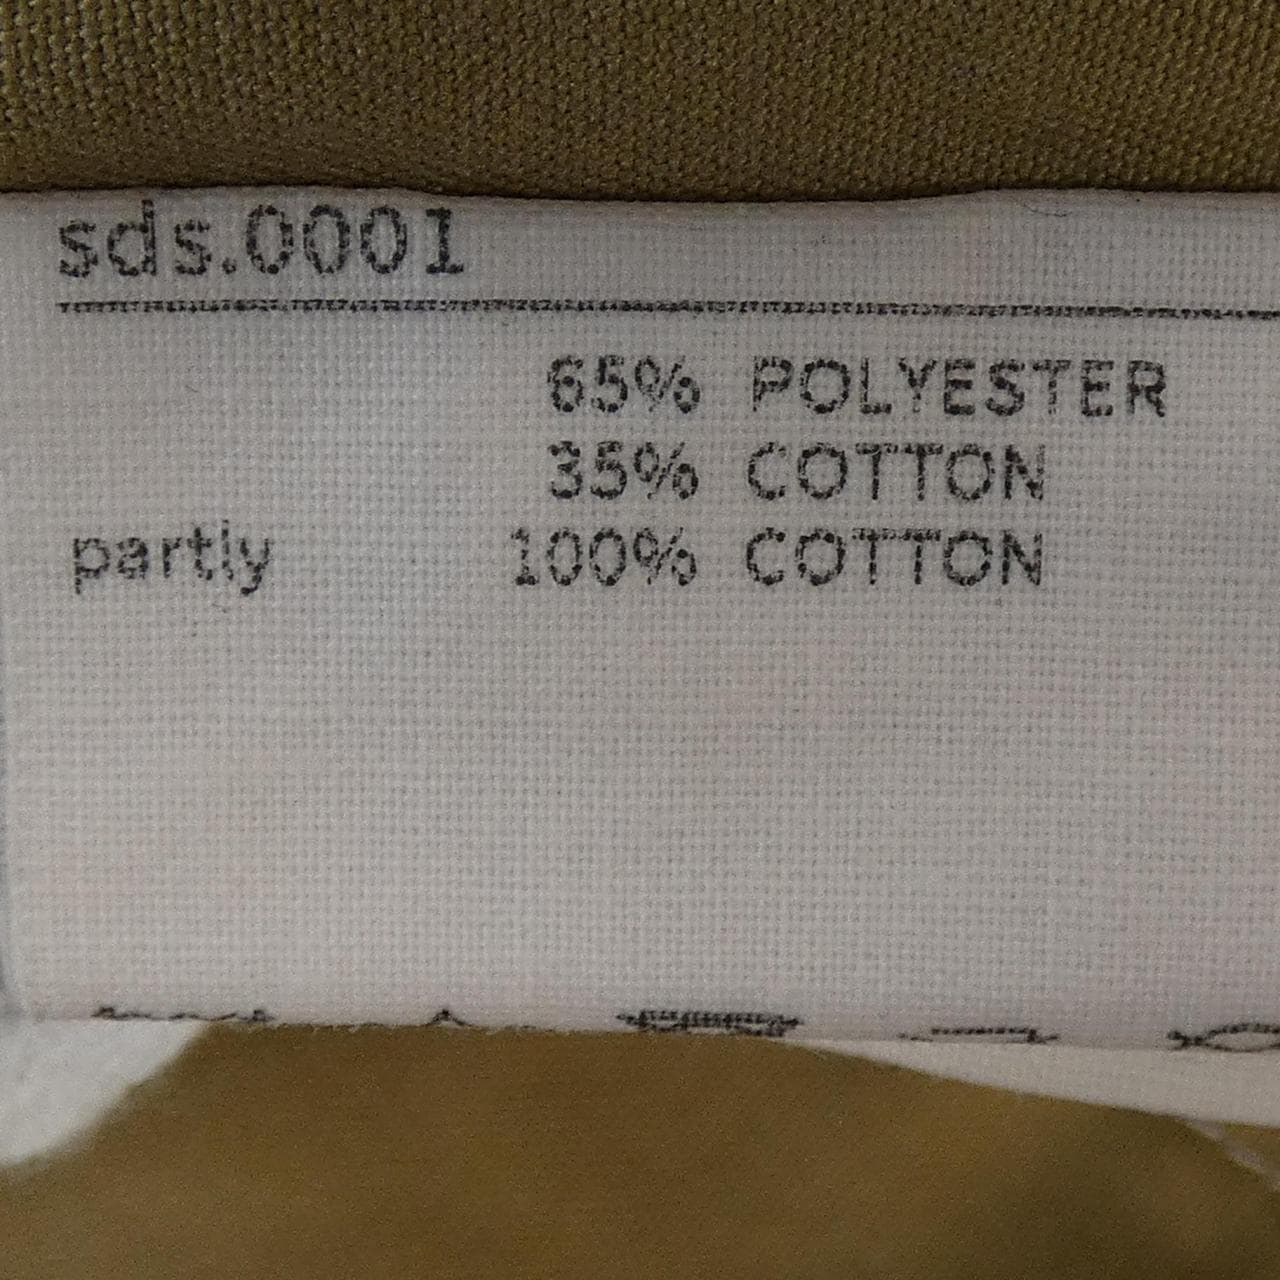 sds.0001
65% POLYESTER
35% COTTON
partly 100% COTTON